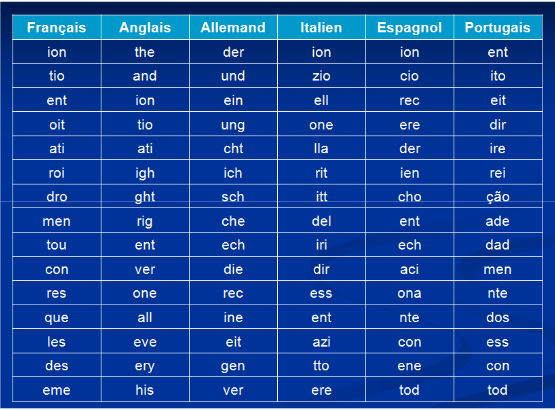 Français Anglais Allemand Italien Espagnol Portugais
ion the der ion ion ent
tio and und zio cio ito
ent ion ein ell rec eit
oit tio ung one ere dir
ati ati cht lla der ire
roi igh ich rit ien rei
dro ght sch itt cho ção
men rig che del ent ade
tou ent ech iri ech dad
con ver die dir aci men
res one rec ess ona nte
que all ine ent nte dos
les eve eit azi con ess
des ery gen tto ene con
eme his ver ere tod tod